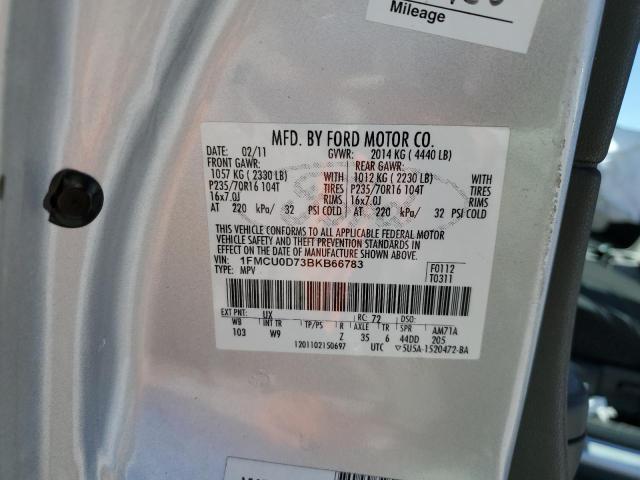 Mileage
MFD. BY FORD MOTOR CO.
DATE: 02/11 GVWR: 2014 KG ( 4440 LB)
FRONT GAWR: REAR GAWR:
1057 KG ( 2330 LB) WITH 1012 KG ( 2230 LB) WITH
P235/70R16 104T TIRES P235/70R16 104T TIRES
16x7.0J RIMS 16x7.0J RIMS
AT 220 kPa/ 32 PSI COLD AT 220 kPa/ 32 PSI COLD
THIS VEHICLE CONFORMS TO ALL APPLICABLE FEDERAL MOTOR
VEHICLE SAFETY AND THEFT PREVENTION STANDARDS IN
EFFECT ON THE DATE OF MANUFACTURE SHOWN ABOVE.
VIN: 1FMCU0D73BKB66783
TYPE: MPV
F0112
T0311
EXT PNT: UX RC: 72 DSO:
WB INT TR TP/PS R AXLE TR SPR AM71A
103 W9 Z 35 6 44DD 205
1201102150697 UTC ▽5U5A-1520472-BA